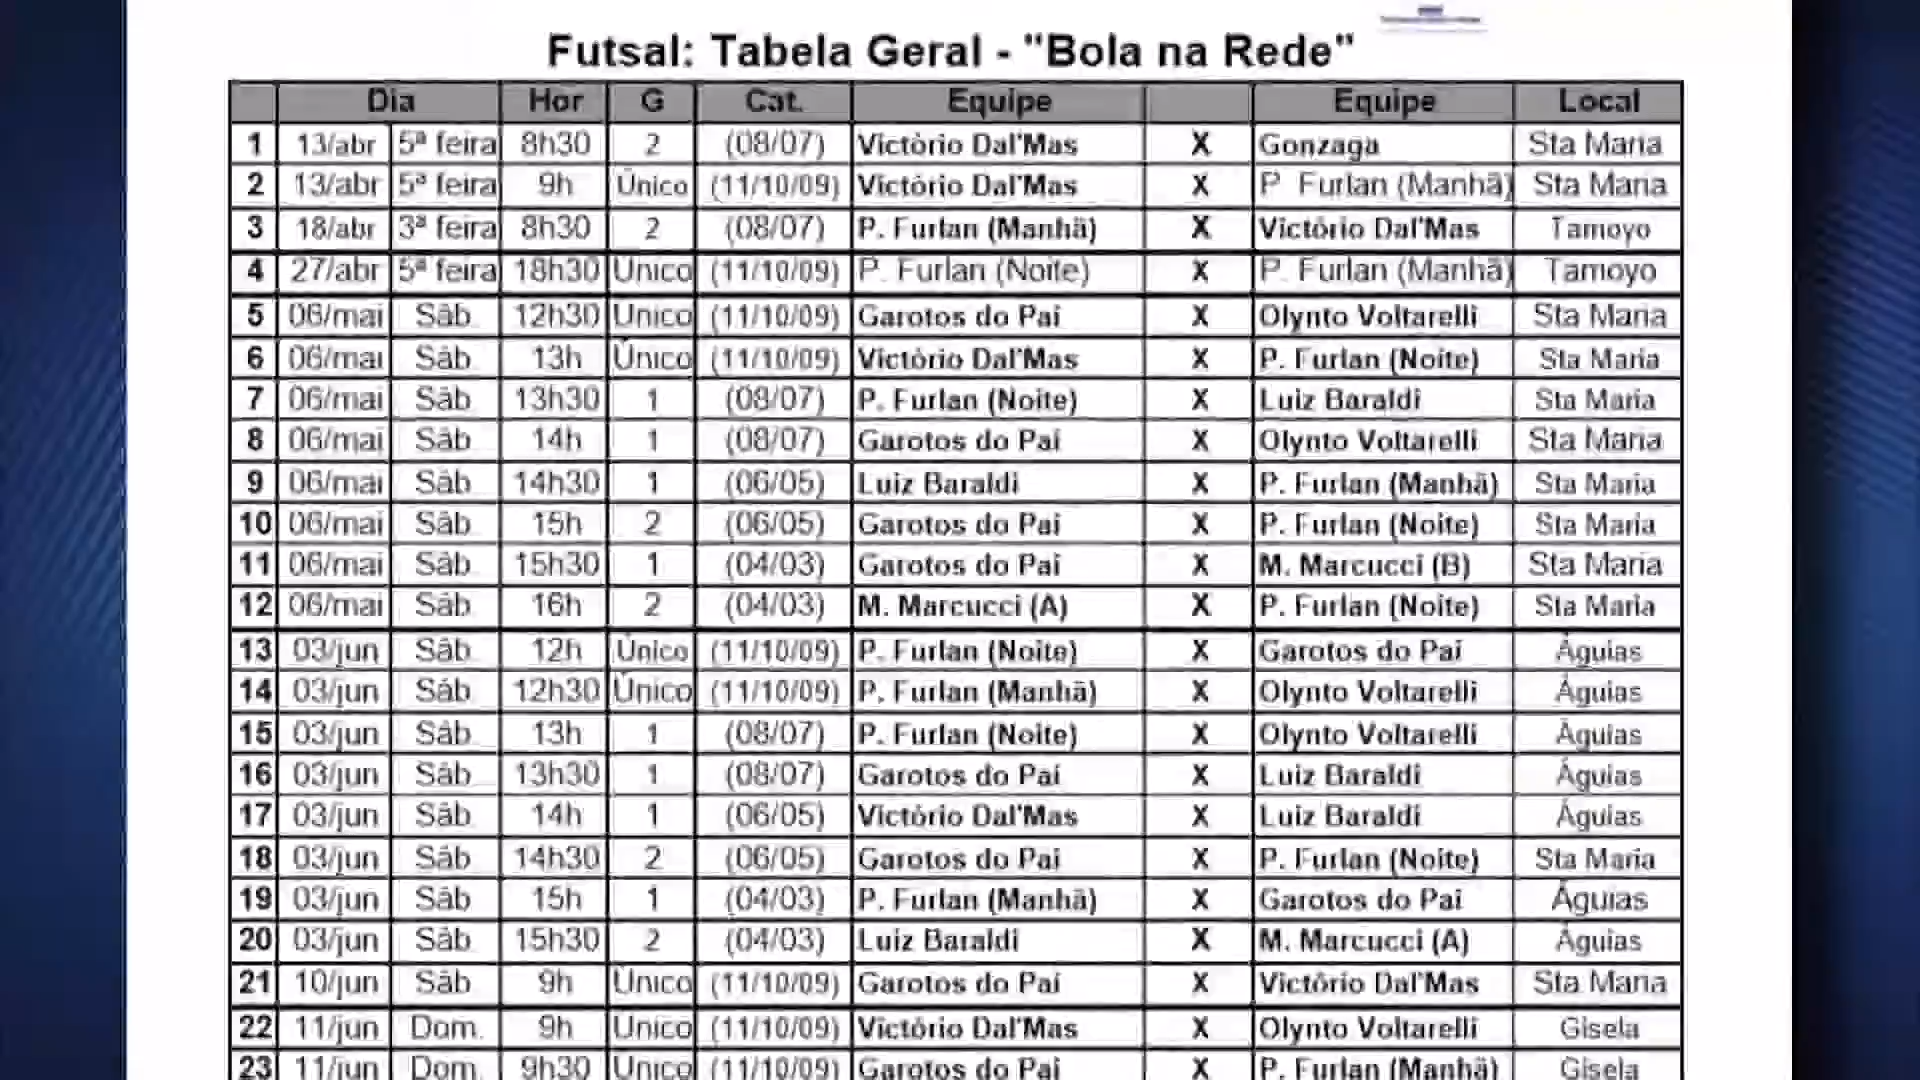 Futsal: Tabela Geral - "Bola na Rede"
Dia Hor G Cat. Equipe Equipe Local
1 13/abr 5ª feira 8h30 2 (08/07) Victório Dal'Mas X Gonzaga Sta Maria
2 13/abr 5ª feira 9h Único (11/10/09) Victório Dal'Mas X P. Furlan (Manhã) Sta Maria
3 18/abr 3ª feira 8h30 2 (08/07) P. Furlan (Manhã) X Victório Dal'Mas Tamoyo
4 27/abr 5ª feira 18h30 Único (11/10/09) P. Furlan (Noite) X P. Furlan (Manhã) Tamoyo
5 06/mai Sáb. 12h30 Único (11/10/09) Garotos do Pai X Olynto Voltarelli Sta Maria
6 06/mai Sáb. 13h Único (11/10/09) Victório Dal'Mas X P. Furlan (Noite) Sta Maria
7 06/mai Sáb. 13h30 1 (08/07) P. Furlan (Noite) X Luiz Baraldi Sta Maria
8 06/mai Sáb. 14h 1 (08/07) Garotos do Pai X Olynto Voltarelli Sta Maria
9 06/mai Sáb. 14h30 1 (06/05) Luiz Baraldi X P. Furlan (Manhã) Sta Maria
10 06/mai Sáb. 15h 2 (06/05) Garotos do Pai X P. Furlan (Noite) Sta Maria
11 06/mai Sáb. 15h30 1 (04/03) Garotos do Pai X M. Marcucci (B) Sta Maria
12 06/mai Sáb. 16h 2 (04/03) M. Marcucci (A) X P. Furlan (Noite) Sta Maria
13 03/jun Sáb. 12h Único (11/10/09) P. Furlan (Noite) X Garotos do Pai Águias
14 03/jun Sáb. 12h30 Único (11/10/09) P. Furlan (Manhã) X Olynto Voltarelli Águias
15 03/jun Sáb. 13h 1 (08/07) P. Furlan (Noite) X Olynto Voltarelli Águias
16 03/jun Sáb. 13h30 1 (08/07) Garotos do Pai X Luiz Baraldi Águias
17 03/jun Sáb. 14h 1 (06/05) Victório Dal'Mas X Luiz Baraldi Águias
18 03/jun Sáb. 14h30 2 (06/05) Garotos do Pai X P. Furlan (Noite) Sta Maria
19 03/jun Sáb. 15h 1 (04/03) P. Furlan (Manhã) X Garotos do Pai Águias
20 03/jun Sáb. 15h30 2 (04/03) Luiz Baraldi X M. Marcucci (A) Águias
21 10/jun Sáb. 9h Único (11/10/09) Garotos do Pai X Victório Dal'Mas Sta Maria
22 11/jun Dom. 9h Único (11/10/09) Victório Dal'Mas X Olynto Voltarelli Gisela
23 11/jun Dom. 9h30 Único (11/10/09) Garotos do Pai X P. Furlan (Manhã) Gisela